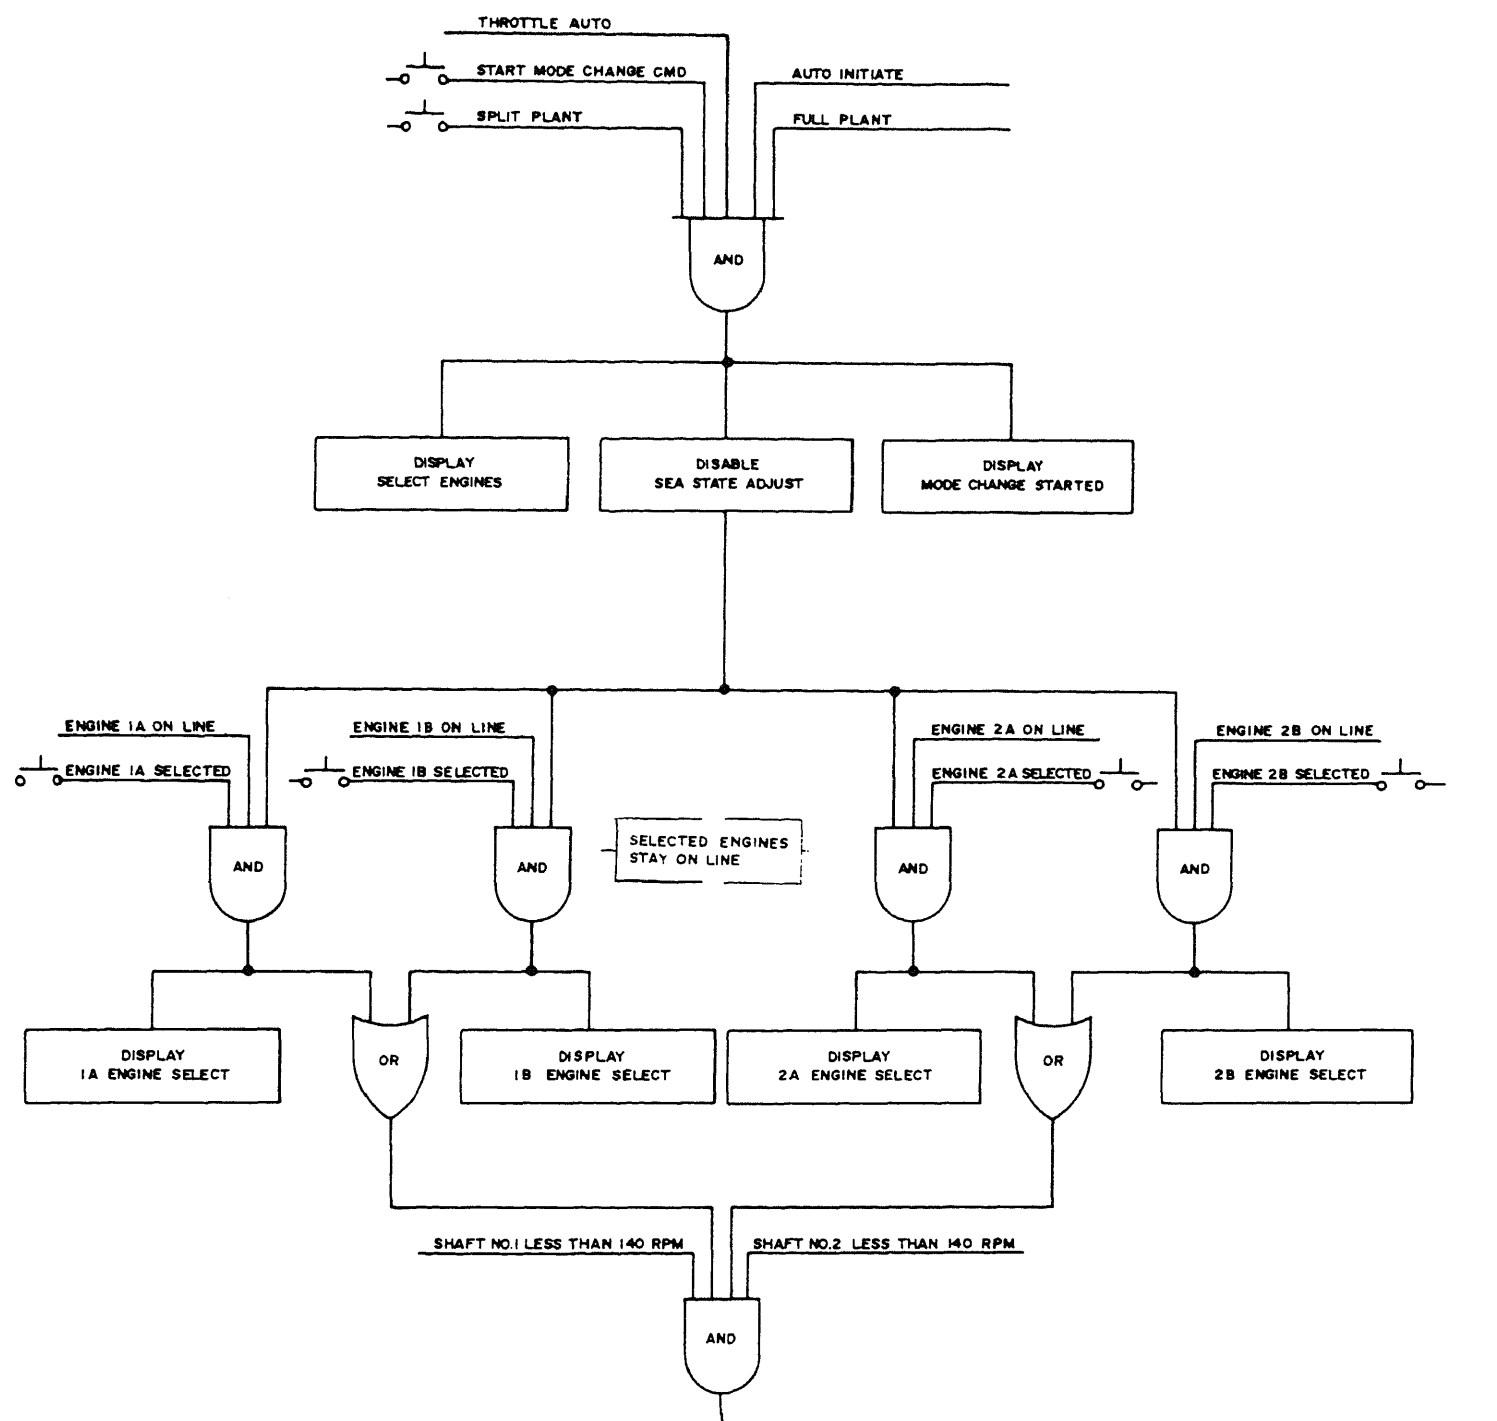 THROTTLE AUTO
START MODE CHANGE CMD
AUTO INITIATE
SPLIT PLANT
FULL PLANT
AND
DISPLAY
SELECT ENGINES
DISABLE
SEA STATE ADJUST
DISPLAY
MODE CHANGE STARTED
ENGINE 1A ON LINE
ENGINE 1B ON LINE
ENGINE 2A ON LINE
ENGINE 2B ON LINE
ENGINE 1A SELECTED
ENGINE 1B SELECTED
ENGINE 2A SELECTED
ENGINE 2B SELECTED
AND
AND
SELECTED ENGINES
STAY ON LINE
AND
AND
DISPLAY
1A ENGINE SELECT
OR
DISPLAY
1B ENGINE SELECT
DISPLAY
2A ENGINE SELECT
OR
DISPLAY
2B ENGINE SELECT
SHAFT NO.1 LESS THAN 140 RPM
SHAFT NO.2 LESS THAN 140 RPM
AND